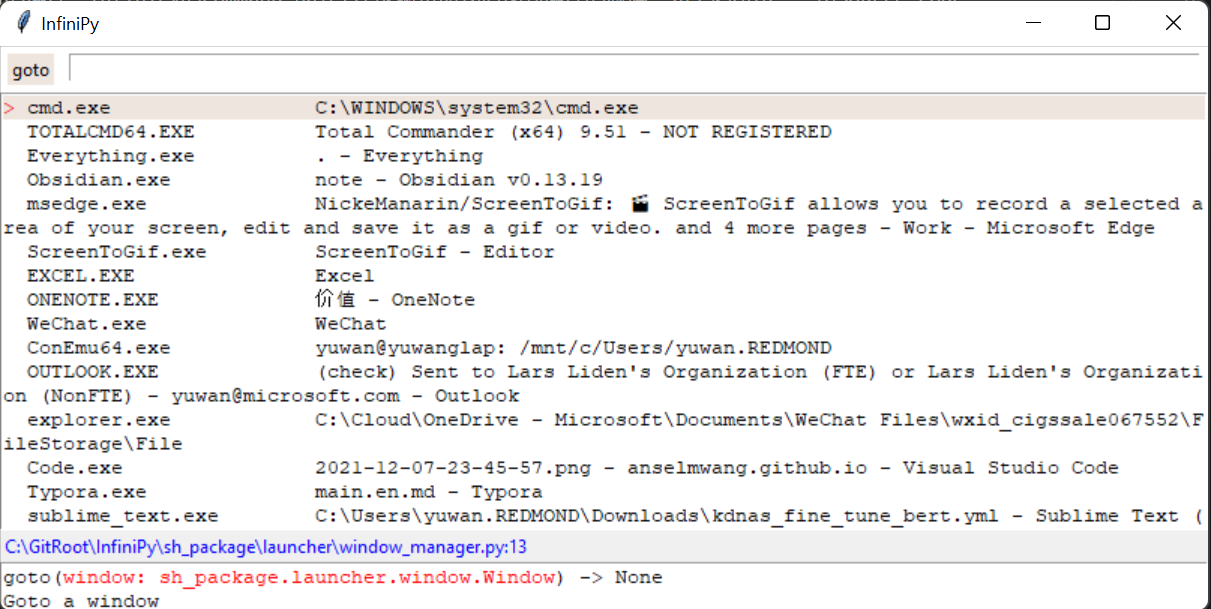 InfiniPy
goto
> cmd.exe C:\WINDOWS\system32\cmd.exe
TOTALCMD64.EXE Total Commander (x64) 9.51 - NOT REGISTERED
Everything.exe . - Everything
Obsidian.exe note - Obsidian v0.13.19
msedge.exe NickeManarin/ScreenToGif: 🎬 ScreenToGif allows you to record a selected a
rea of your screen, edit and save it as a gif or video. and 4 more pages - Work - Microsoft Edge
ScreenToGif.exe ScreenToGif - Editor
EXCEL.EXE Excel
ONENOTE.EXE 价值 - OneNote
WeChat.exe WeChat
ConEmu64.exe yuwan@yuwanglap: /mnt/c/Users/yuwan.REDMOND
OUTLOOK.EXE (check) Sent to Lars Liden's Organization (FTE) or Lars Liden's Organizati
on (NonFTE) - yuwan@microsoft.com - Outlook
explorer.exe C:\Cloud\OneDrive - Microsoft\Documents\WeChat Files\wxid_cigssale067552\F
ileStorage\File
Code.exe 2021-12-07-23-45-57.png - anselmwang.github.io - Visual Studio Code
Typora.exe main.en.md - Typora
sublime_text.exe C:\Users\yuwan.REDMOND\Downloads\kdnas_fine_tune_bert.yml - Sublime Text (
C:\GitRoot\InfiniPy\sh_package\launcher\window_manager.py:13
goto(window: sh_package.launcher.window.Window) -> None
Goto a window